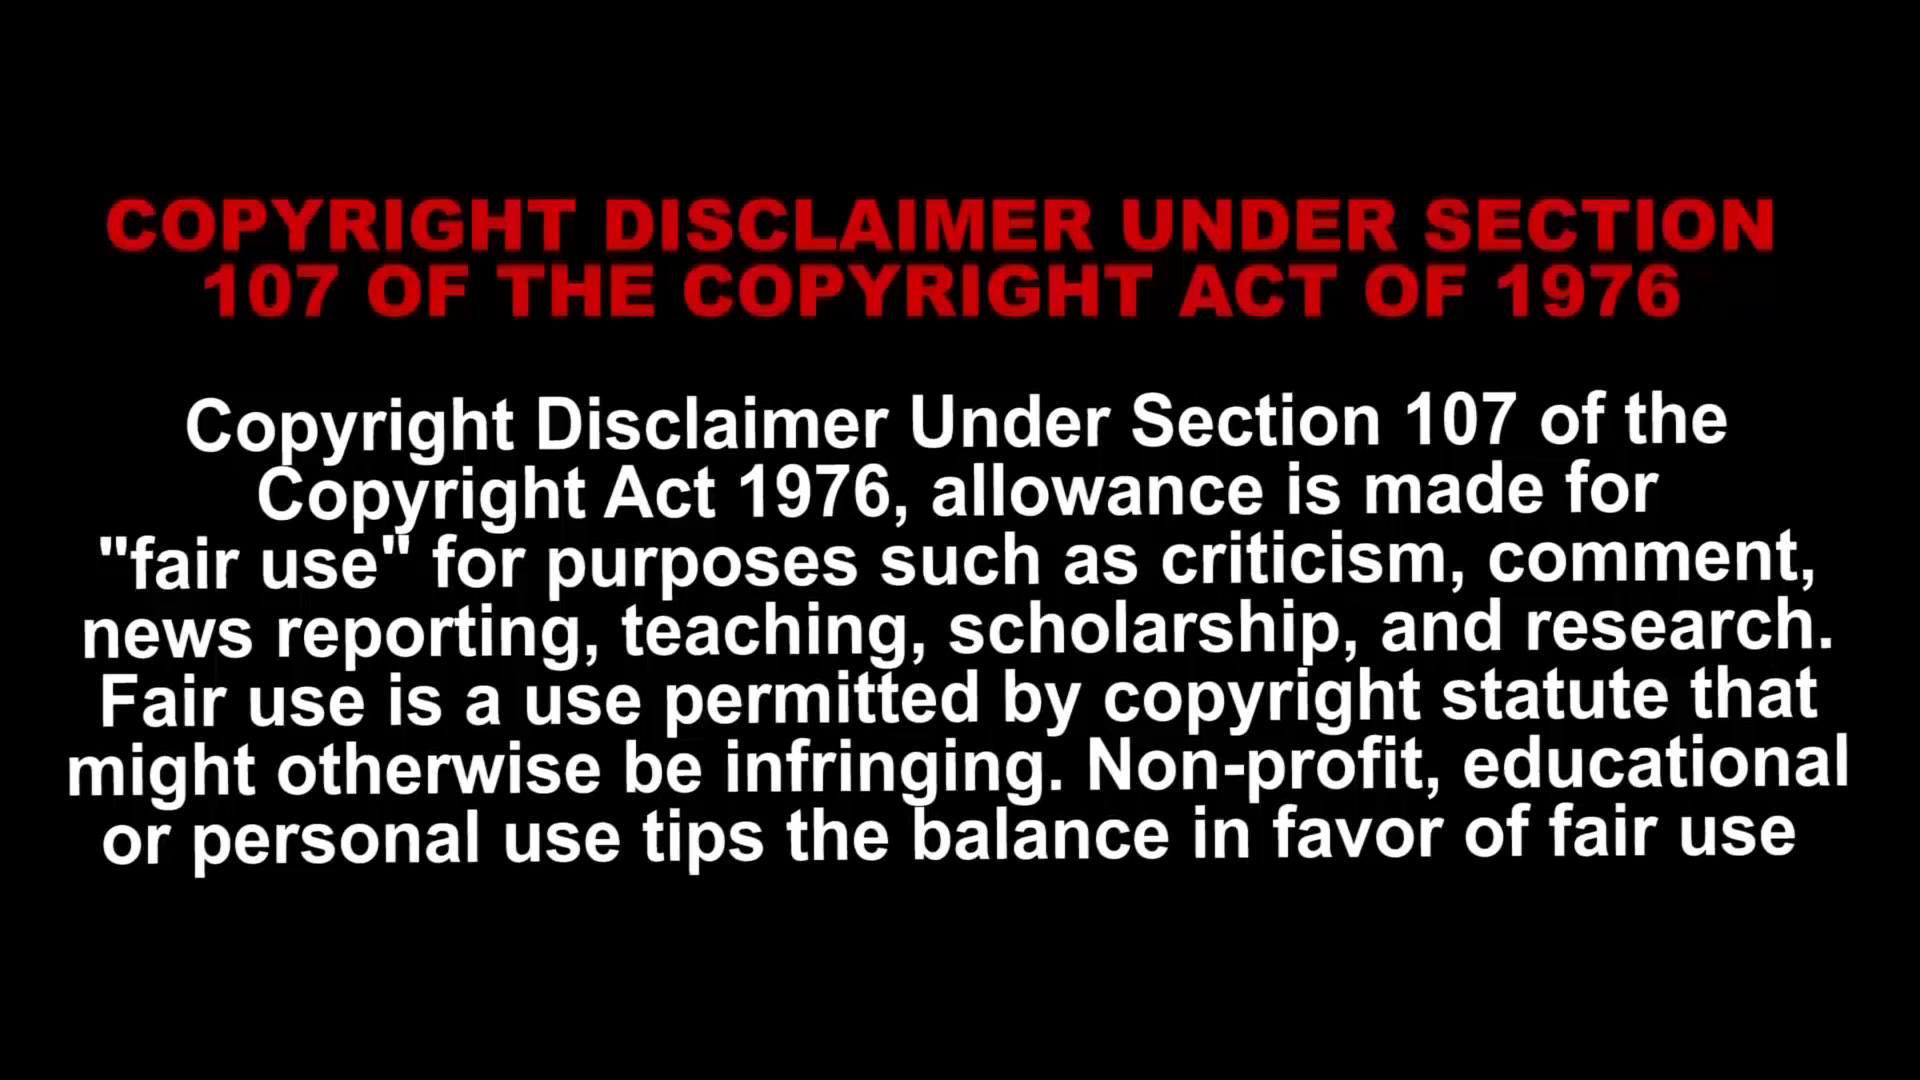 COPYRIGHT DISCLAIMER UNDER SECTION
107 OF THE COPYRIGHT ACT OF 1976
Copyright Disclaimer Under Section 107 of the
Copyright Act 1976, allowance is made for
"fair use" for purposes such as criticism, comment,
news reporting, teaching, scholarship, and research.
Fair use is a use permitted by copyright statute that
might otherwise be infringing. Non-profit, educational
or personal use tips the balance in favor of fair use